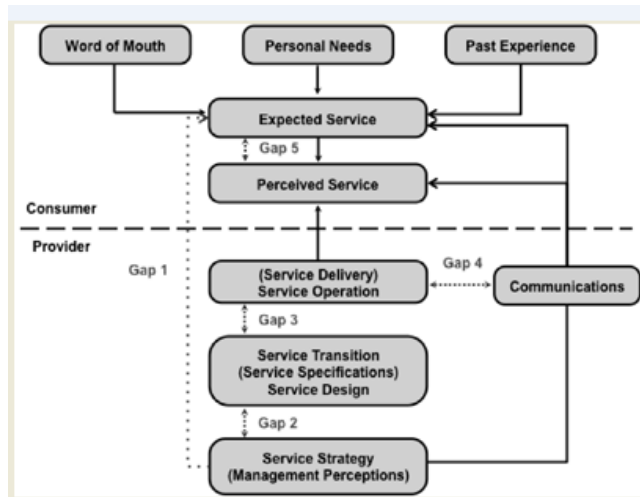 Word of Mouth
Personal Needs
Past Experience
Expected Service
Gap 5
Perceived Service
Consumer
Provider
Gap 1
(Service Delivery)
Service Operation
Gap 4
Communications
Gap 3
Service Transition
(Service Specifications)
Service Design
Gap 2
Service Strategy
(Management Perceptions)